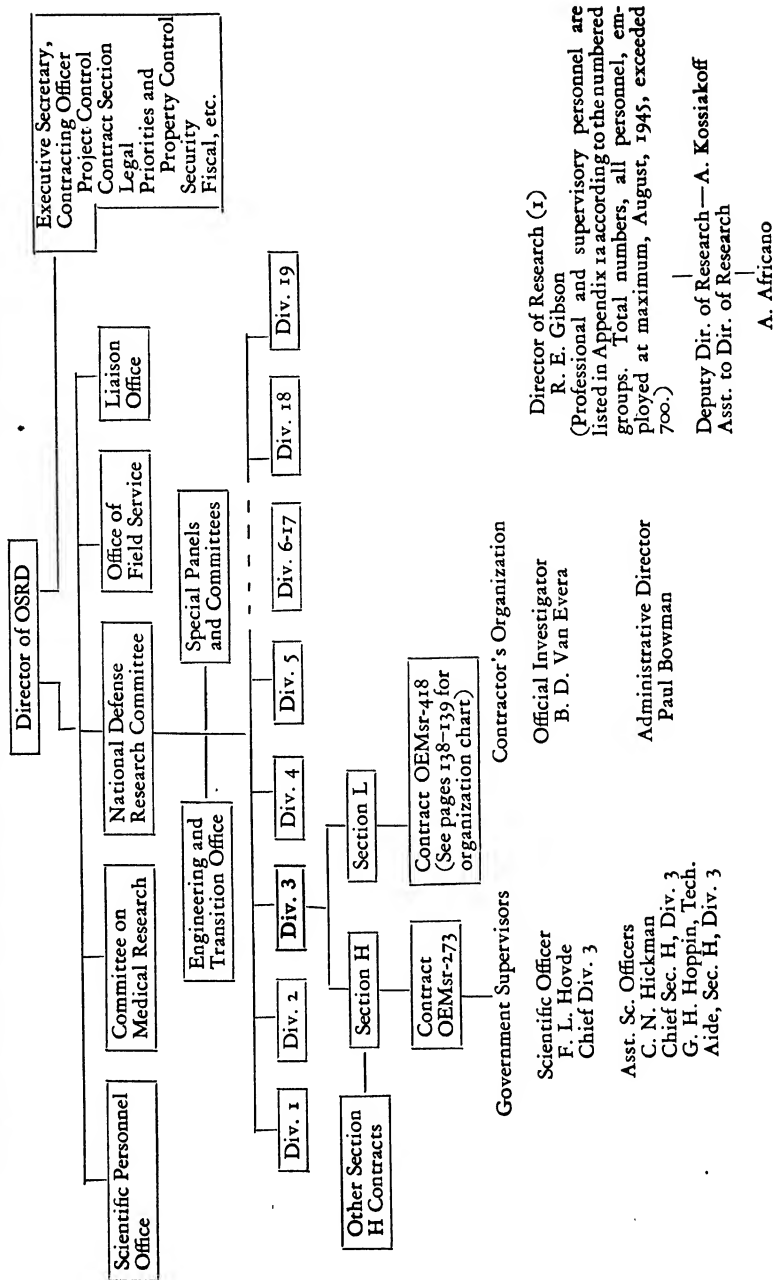 Director of OSRD
Executive Secretary,
Contracting Officer
Project Control
Contract Section
Legal
Priorities and
Property Control
Security
Fiscal, etc.
Scientific Personnel
Office
Committee on
Medical Research
National Defense
Research Committee
Office of
Field Service
Liaison
Office
Engineering and
Transition Office
Special Panels
and Committees
Div. 1
Div. 2
Div. 3
Div. 4
Div. 5
Div. 6-17
Div. 18
Div. 19
Other Section
H Contracts
Section H
Section L
Contract
OEMsr-273
Contract OEMsr-418
(See pages 138–139 for
organization chart)
Government Supervisors
Scientific Officer
F. L. Hovde
Chief Div. 3
Asst. Sc. Officers
C. N. Hickman
Chief Sec. H, Div. 3
G. H. Hoppin, Tech.
Aide, Sec. H, Div. 3
Contractor's Organization
Official Investigator
B. D. Van Evera
Administrative Director
Paul Bowman
Director of Research (1)
R. E. Gibson
(Professional and supervisory personnel are
listed in Appendix 1a according to the numbered
groups. Total numbers, all personnel, em-
ployed at maximum, August, 1945, exceeded
700.)
Deputy Dir. of Research—A. Kossiakoff
Asst. to Dir. of Research
A. Africano